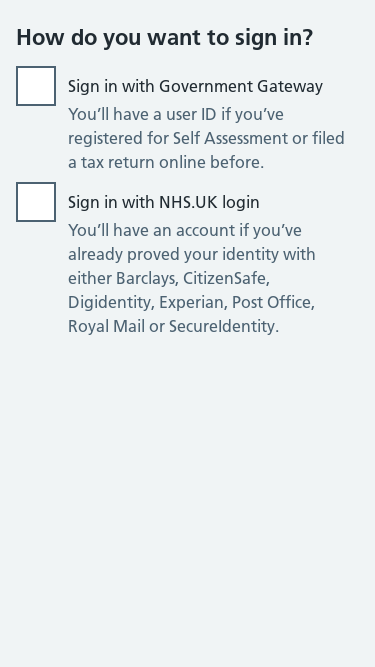 How do you want to sign in?
Sign in with Government Gateway
You’ll have a user ID if you’ve
registered for Self Assessment or filed
a tax return online before.
Sign in with NHS.UK login
You’ll have an account if you’ve
already proved your identity with
either Barclays, CitizenSafe,
Digidentity, Experian, Post Office,
Royal Mail or SecureIdentity.